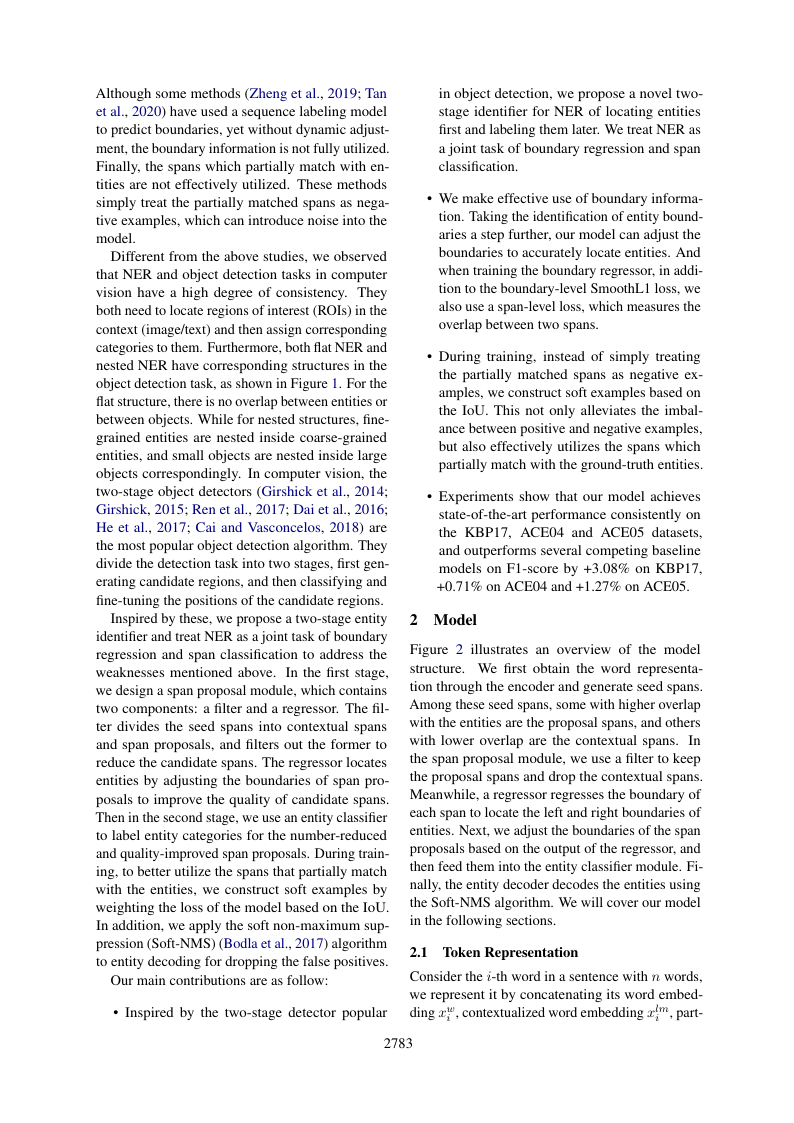 Although some methods (Zheng et al., 2019; Tan
et al., 2020) have used a sequence labeling model
to predict boundaries, yet without dynamic adjust-
ment, the boundary information is not fully utilized.
Finally, the spans which partially match with en-
tities are not effectively utilized. These methods
simply treat the partially matched spans as nega-
tive examples, which can introduce noise into the
model.
Different from the above studies, we observed
that NER and object detection tasks in computer
vision have a high degree of consistency. They
both need to locate regions of interest (ROIs) in the
context (image/text) and then assign corresponding
categories to them. Furthermore, both flat NER and
nested NER have corresponding structures in the
object detection task, as shown in Figure 1. For the
flat structure, there is no overlap between entities or
between objects. While for nested structures, fine-
grained entities are nested inside coarse-grained
entities, and small objects are nested inside large
objects correspondingly. In computer vision, the
two-stage object detectors (Girshick et al., 2014;
Girshick, 2015; Ren et al., 2017; Dai et al., 2016;
He et al., 2017; Cai and Vasconcelos, 2018) are
the most popular object detection algorithm. They
divide the detection task into two stages, first gen-
erating candidate regions, and then classifying and
fine-tuning the positions of the candidate regions.
Inspired by these, we propose a two-stage entity
identifier and treat NER as a joint task of boundary
regression and span classification to address the
weaknesses mentioned above. In the first stage,
we design a span proposal module, which contains
two components: a filter and a regressor. The fil-
ter divides the seed spans into contextual spans
and span proposals, and filters out the former to
reduce the candidate spans. The regressor locates
entities by adjusting the boundaries of span pro-
posals to improve the quality of candidate spans.
Then in the second stage, we use an entity classifier
to label entity categories for the number-reduced
and quality-improved span proposals. During train-
ing, to better utilize the spans that partially match
with the entities, we construct soft examples by
weighting the loss of the model based on the IoU.
In addition, we apply the soft non-maximum sup-
pression (Soft-NMS) (Bodla et al., 2017) algorithm
to entity decoding for dropping the false positives.
Our main contributions are as follow:
• Inspired by the two-stage detector popular
in object detection, we propose a novel two-
stage identifier for NER of locating entities
first and labeling them later. We treat NER as
a joint task of boundary regression and span
classification.
• We make effective use of boundary informa-
tion. Taking the identification of entity bound-
aries a step further, our model can adjust the
boundaries to accurately locate entities. And
when training the boundary regressor, in addi-
tion to the boundary-level SmoothL1 loss, we
also use a span-level loss, which measures the
overlap between two spans.
• During training, instead of simply treating
the partially matched spans as negative ex-
amples, we construct soft examples based on
the IoU. This not only alleviates the imbal-
ance between positive and negative examples,
but also effectively utilizes the spans which
partially match with the ground-truth entities.
• Experiments show that our model achieves
state-of-the-art performance consistently on
the KBP17, ACE04 and ACE05 datasets,
and outperforms several competing baseline
models on F1-score by +3.08% on KBP17,
+0.71% on ACE04 and +1.27% on ACE05.
2 Model
Figure 2 illustrates an overview of the model
structure. We first obtain the word representa-
tion through the encoder and generate seed spans.
Among these seed spans, some with higher overlap
with the entities are the proposal spans, and others
with lower overlap are the contextual spans. In
the span proposal module, we use a filter to keep
the proposal spans and drop the contextual spans.
Meanwhile, a regressor regresses the boundary of
each span to locate the left and right boundaries of
entities. Next, we adjust the boundaries of the span
proposals based on the output of the regressor, and
then feed them into the entity classifier module. Fi-
nally, the entity decoder decodes the entities using
the Soft-NMS algorithm. We will cover our model
in the following sections.
2.1 Token Representation
Consider the i-th word in a sentence with n words,
we represent it by concatenating its word embed-
ding x_i^w, contextualized word embedding x_i^{lm}, part-
2783